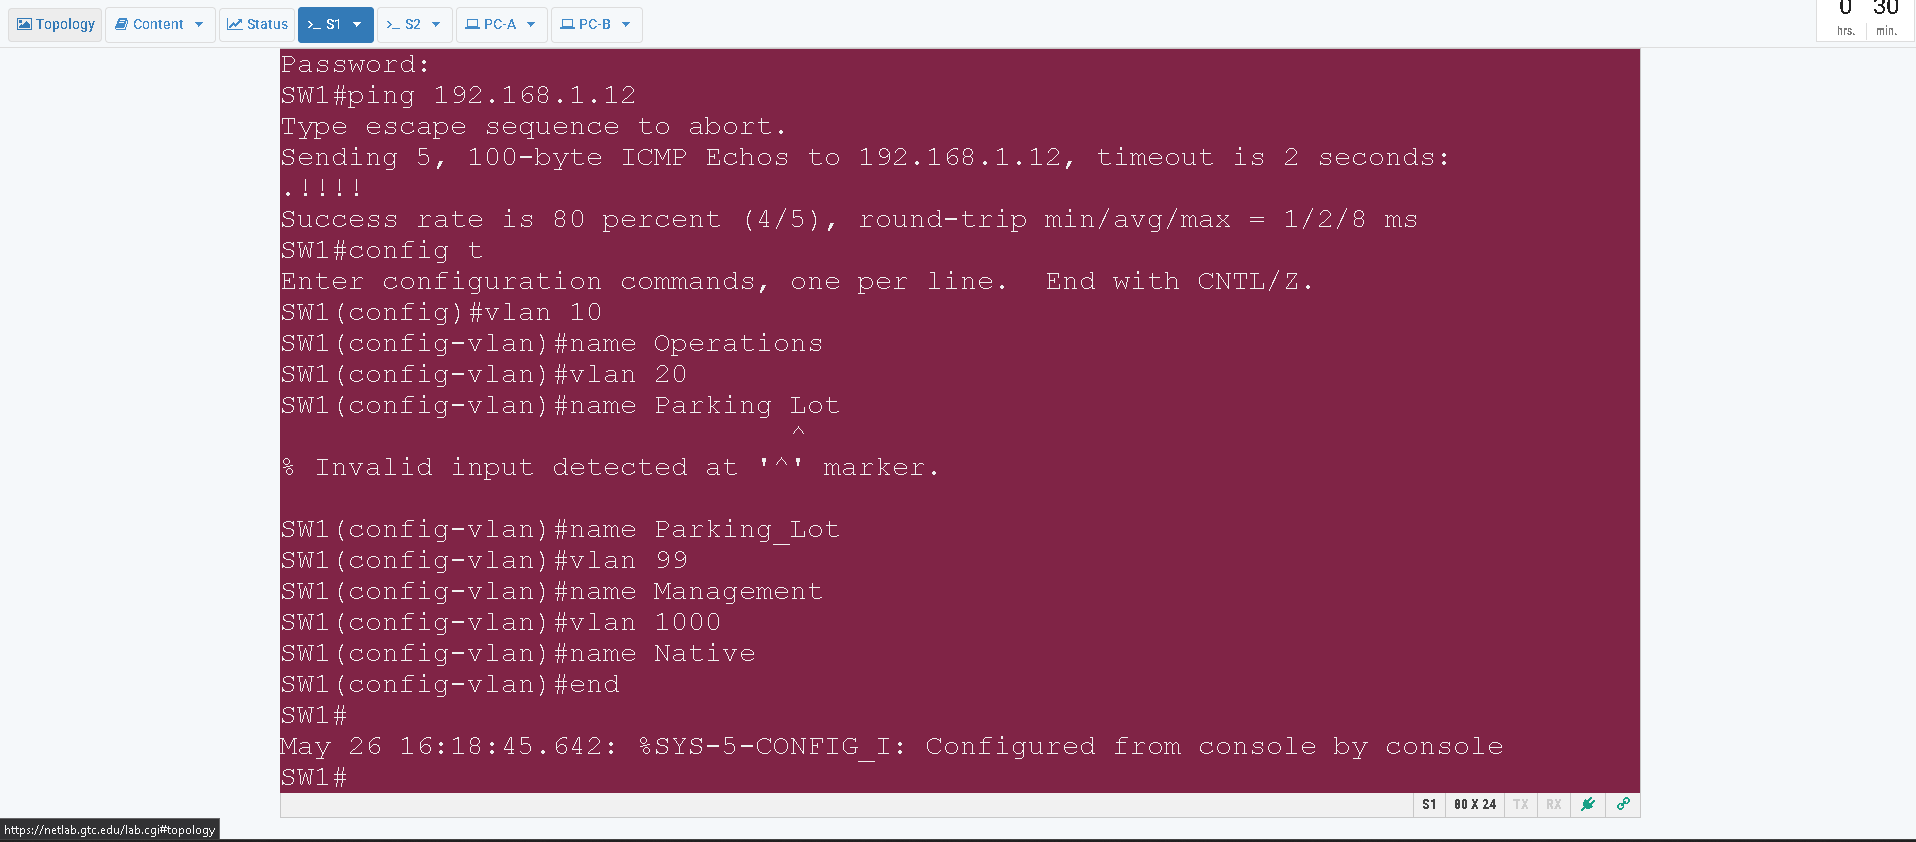 Topology Content Status >_ S1 >_ S2 PC-A PC-B
0 30
hrs. min.
Password:
SW1#ping 192.168.1.12
Type escape sequence to abort.
Sending 5, 100-byte ICMP Echos to 192.168.1.12, timeout is 2 seconds:
.!!!!
Success rate is 80 percent (4/5), round-trip min/avg/max = 1/2/8 ms
SW1#config t
Enter configuration commands, one per line.  End with CNTL/Z.
SW1(config)#vlan 10
SW1(config-vlan)#name Operations
SW1(config-vlan)#vlan 20
SW1(config-vlan)#name Parking Lot
^
% Invalid input detected at '^' marker.
SW1(config-vlan)#name Parking_Lot
SW1(config-vlan)#vlan 99
SW1(config-vlan)#name Management
SW1(config-vlan)#vlan 1000
SW1(config-vlan)#name Native
SW1(config-vlan)#end
SW1#
May 26 16:18:45.642: %SYS-5-CONFIG_I: Configured from console by console
SW1#
S1 80 X 24 TX RX
https://netlab.gtc.edu/lab.cgi#topology